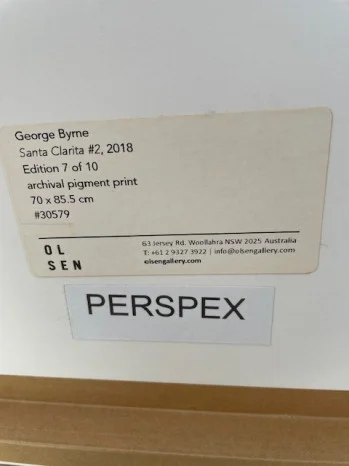 George Byrne
Santa Clarita #2, 2018
Edition 7 of 10
archival pigment print
70 x 85.5 cm
#30579
OL
SEN
63 Jersey Rd. Woollahra NSW 2025 Australia
T: +61 2 9327 3922 | info@olsengallery.com
olsengallery.com
PERSPEX